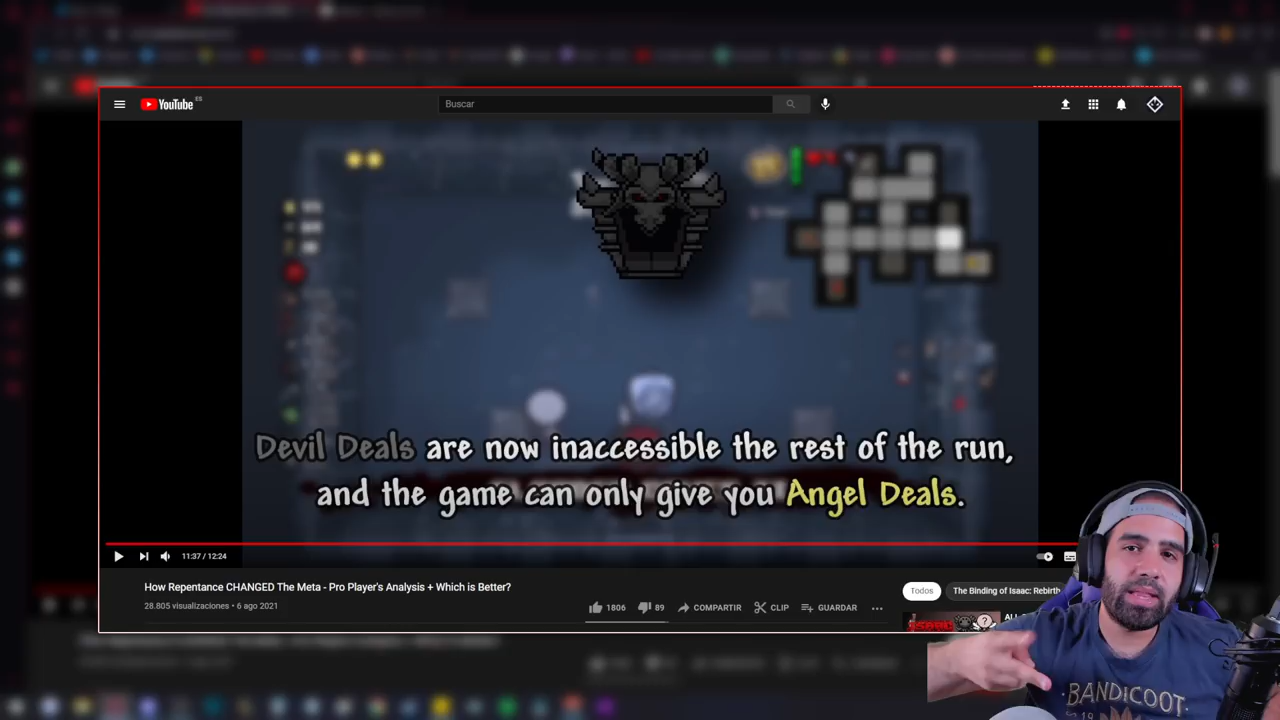 YouTube ES
Buscar
Devil Deals are now inaccessible the rest of the run,
and the game can only give you Angel Deals.
11:37 / 12:24
How Repentance CHANGED The Meta - Pro Player's Analysis + Which is Better?
28.805 visualizaciones • 6 ago 2021
1806
89
COMPARTIR
CLIP
GUARDAR
Todos
The Binding of Isaac: Rebirth
BANDICOOT